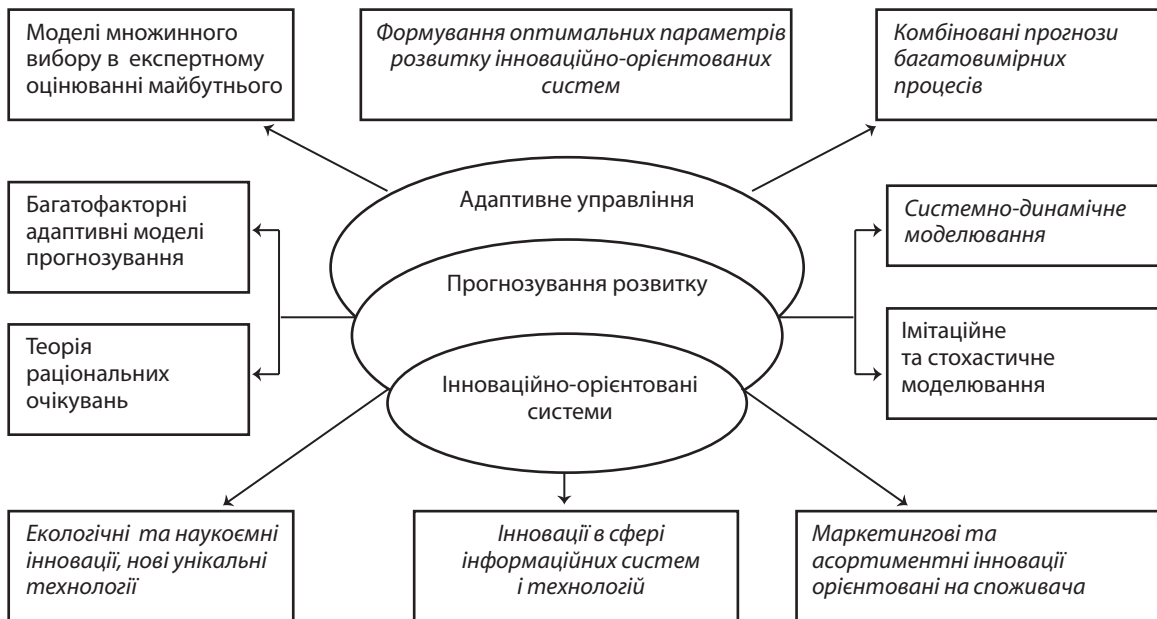 Моделі множинного
вибору в експертному
оцінюванні майбутнього
Формування оптимальних параметрів
розвитку інноваційно-орієнтованих
систем
Комбіновані прогнози
багатовимірних
процесів
Адаптивне управління
Багатофакторні
адаптивні моделі
прогнозування
Системно-динамічне
моделювання
Прогнозування розвитку
Теорія
раціональних
очікувань
Імітаційне
та стохастичне
моделювання
Інноваційно-орієнтовані
системи
Екологічні та наукоємні
інновації, нові унікальні
технології
Інновації в сфері
інформаційних систем
і технологій
Маркетингові та
асортиментні інновації
орієнтовані на споживача